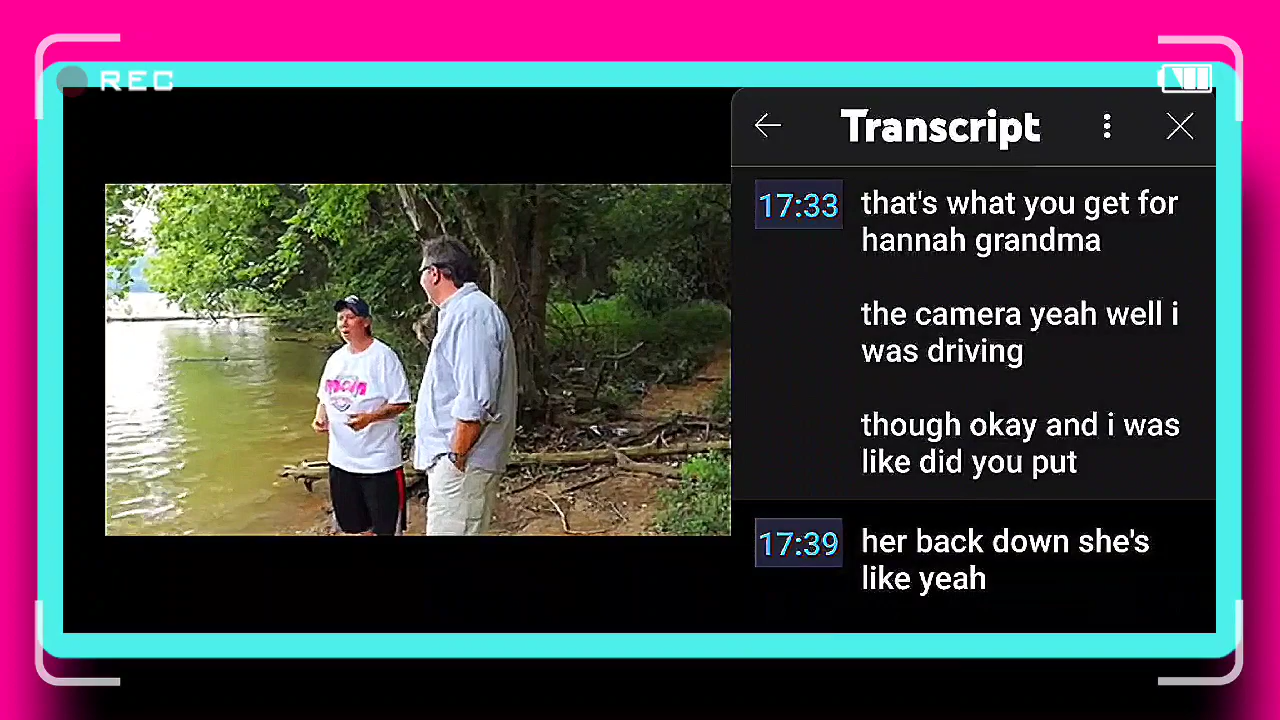 REC
Transcript
17:33
that's what you get for
hannah grandma
the camera yeah well i
was driving
though okay and i was
like did you put
17:39
her back down she's
like yeah